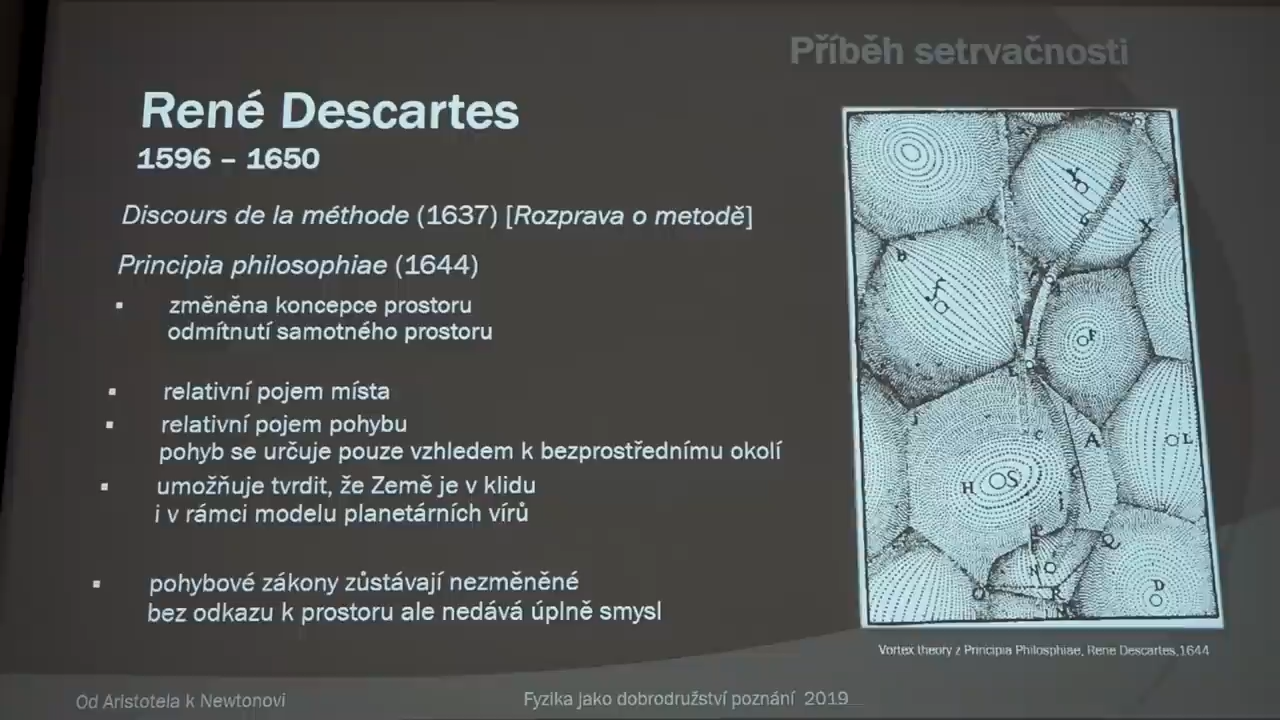 Příběh setrvačnosti
René Descartes
1596 – 1650
Discours de la méthode (1637) [Rozprava o metodě]
Principia philosophiae (1644)
▪ změněna koncepce prostoru
odmítnutí samotného prostoru
▪ relativní pojem místa
▪ relativní pojem pohybu
pohyb se určuje pouze vzhledem k bezprostřednímu okolí
▪ umožňuje tvrdit, že Země je v klidu
i v rámci modelu planetárních vírů
▪ pohybové zákony zůstávají nezměněné
bez odkazu k prostoru ale nedává úplně smysl
Y
X
f
C
A
L
H S
N
R
D
Vortex theory z Principia Philosphiae, Rene Descartes,1644
Od Aristotela k Newtonovi
Fyzika jako dobrodružství poznání 2019